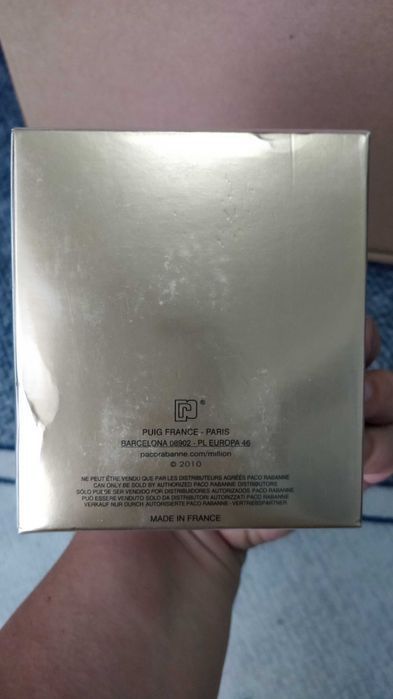 PUIG FRANCE - PARIS
BARCELONA 08902 - PL EUROPA 46
pacorabanne.com/million
© 2010
NE PEUT ÊTRE VENDU QUE PAR LES DISTRIBUTEURS AGRÉÉS PACO RABANNE
CAN ONLY BE SOLD BY AUTHORIZED PACO RABANNE DISTRIBUTORS
SÓLO PUEDE SER VENDIDO POR DISTRIBUIDORES AUTORIZADOS PACO RABANNE
PUÒ ESSERE VENDUTO SOLO DA DISTRIBUTORI AUTORIZZATI PACO RABANNE
VERKAUF NUR DURCH AUTORISIERTE PACO RABANNE - VERTRIEBSPARTNER
MADE IN FRANCE